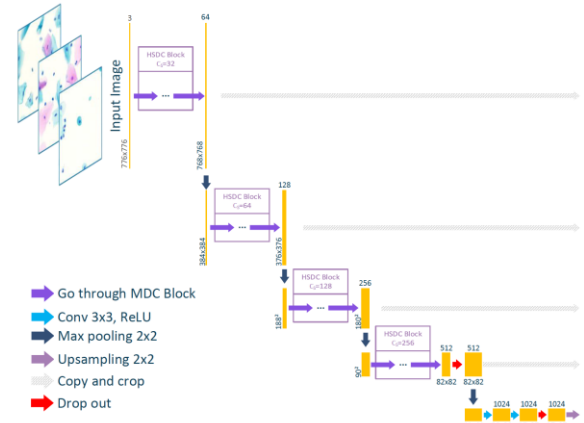 3
64
HSDC Block
C₀=32
Input Image
776x776
768x768
HSDC Block
C₀=64
128
384x384
376x376
HSDC Block
C₀=128
256
188²
180²
HSDC Block
C₀=256
512
512
90²
82x82
82x82
1024
1024
1024
Go through MDC Block
Conv 3x3, ReLU
Max pooling 2x2
Upsampling 2x2
Copy and crop
Drop out